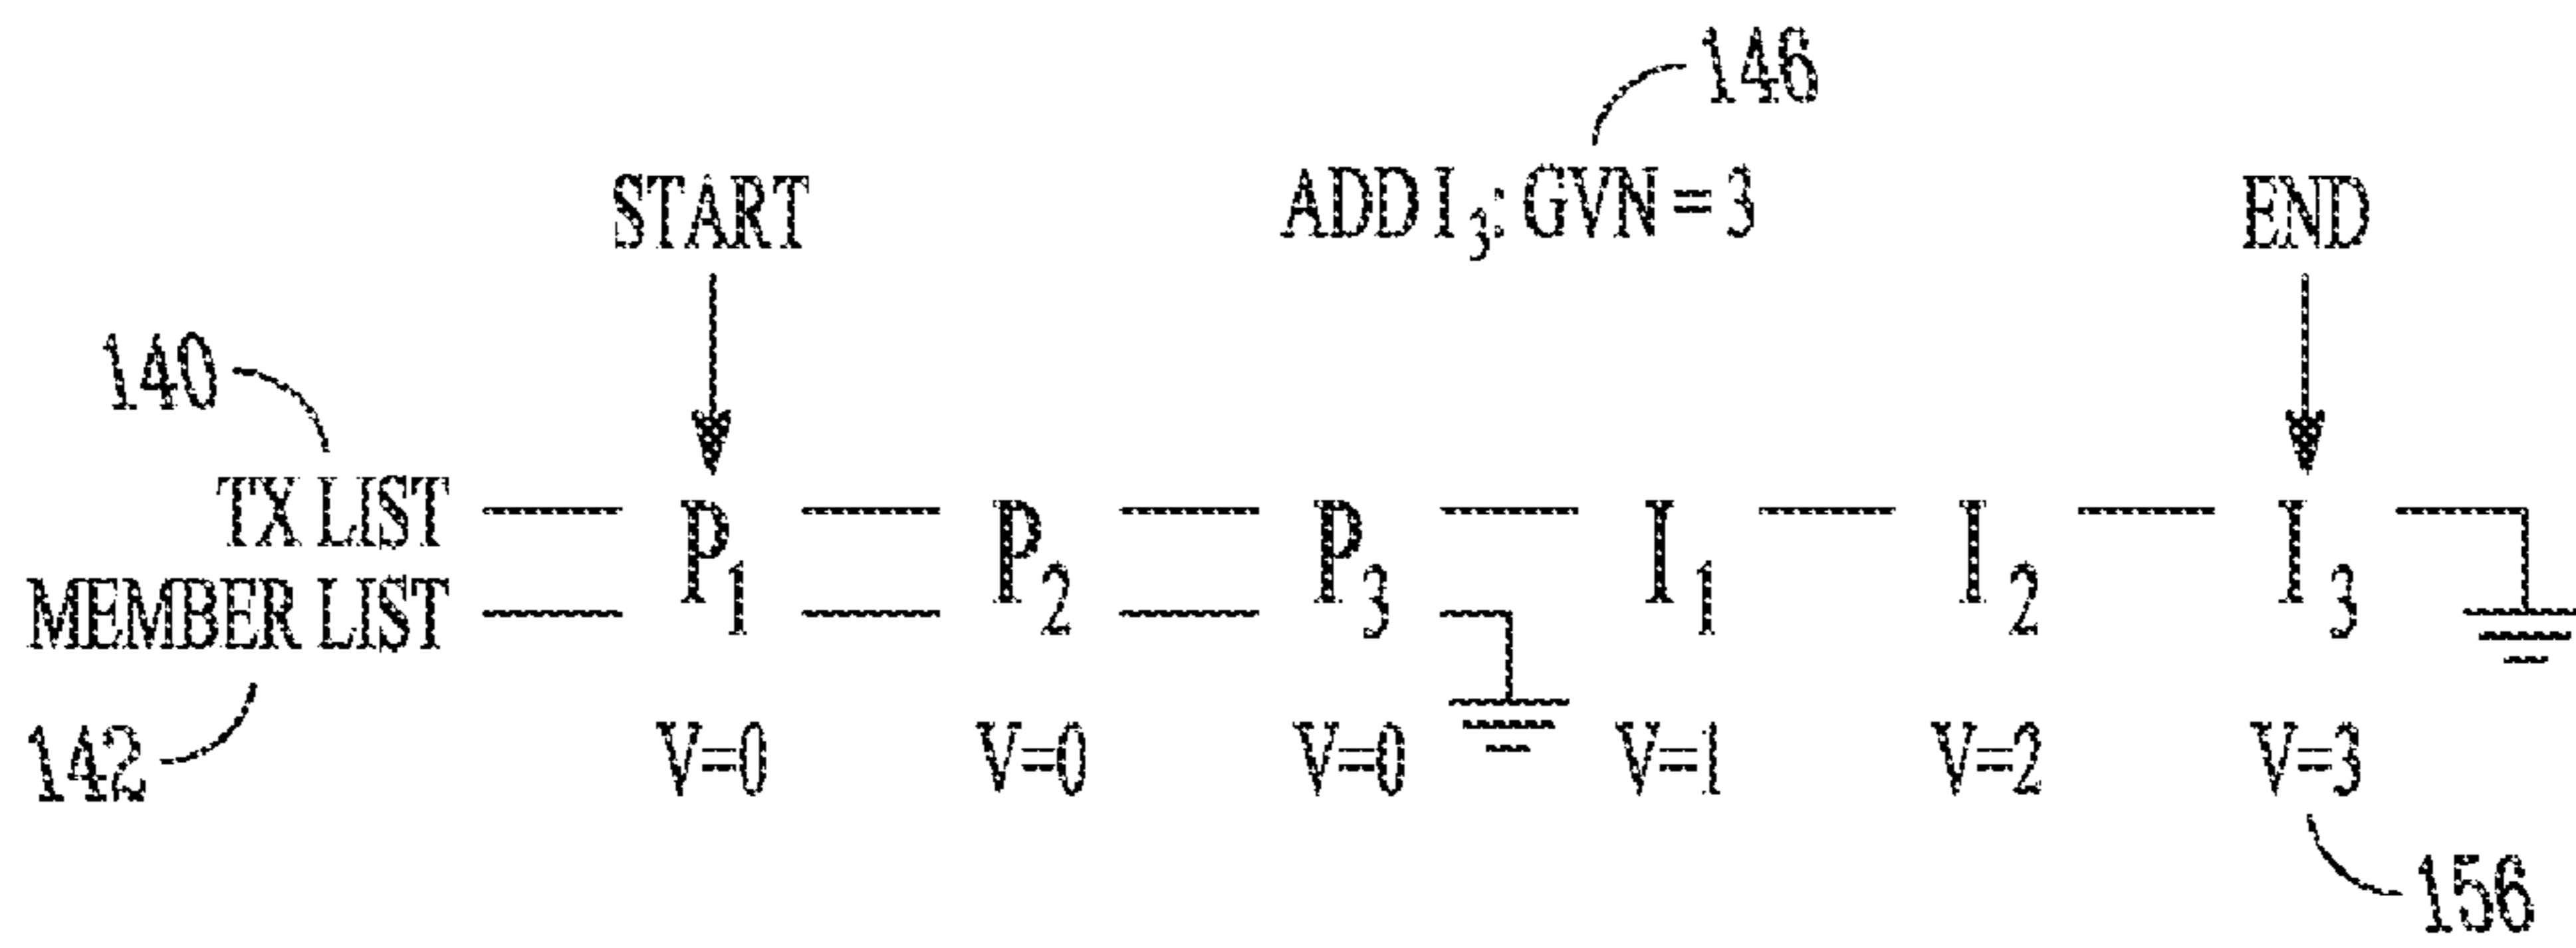 146
START ADD I₃: GVN = 3 END
140
TX LIST P₁ P₂ P₃ I₁ I₂ I₃
MEMBER LIST
142 V=0 V=0 V=0 V=1 V=2 V=3
156